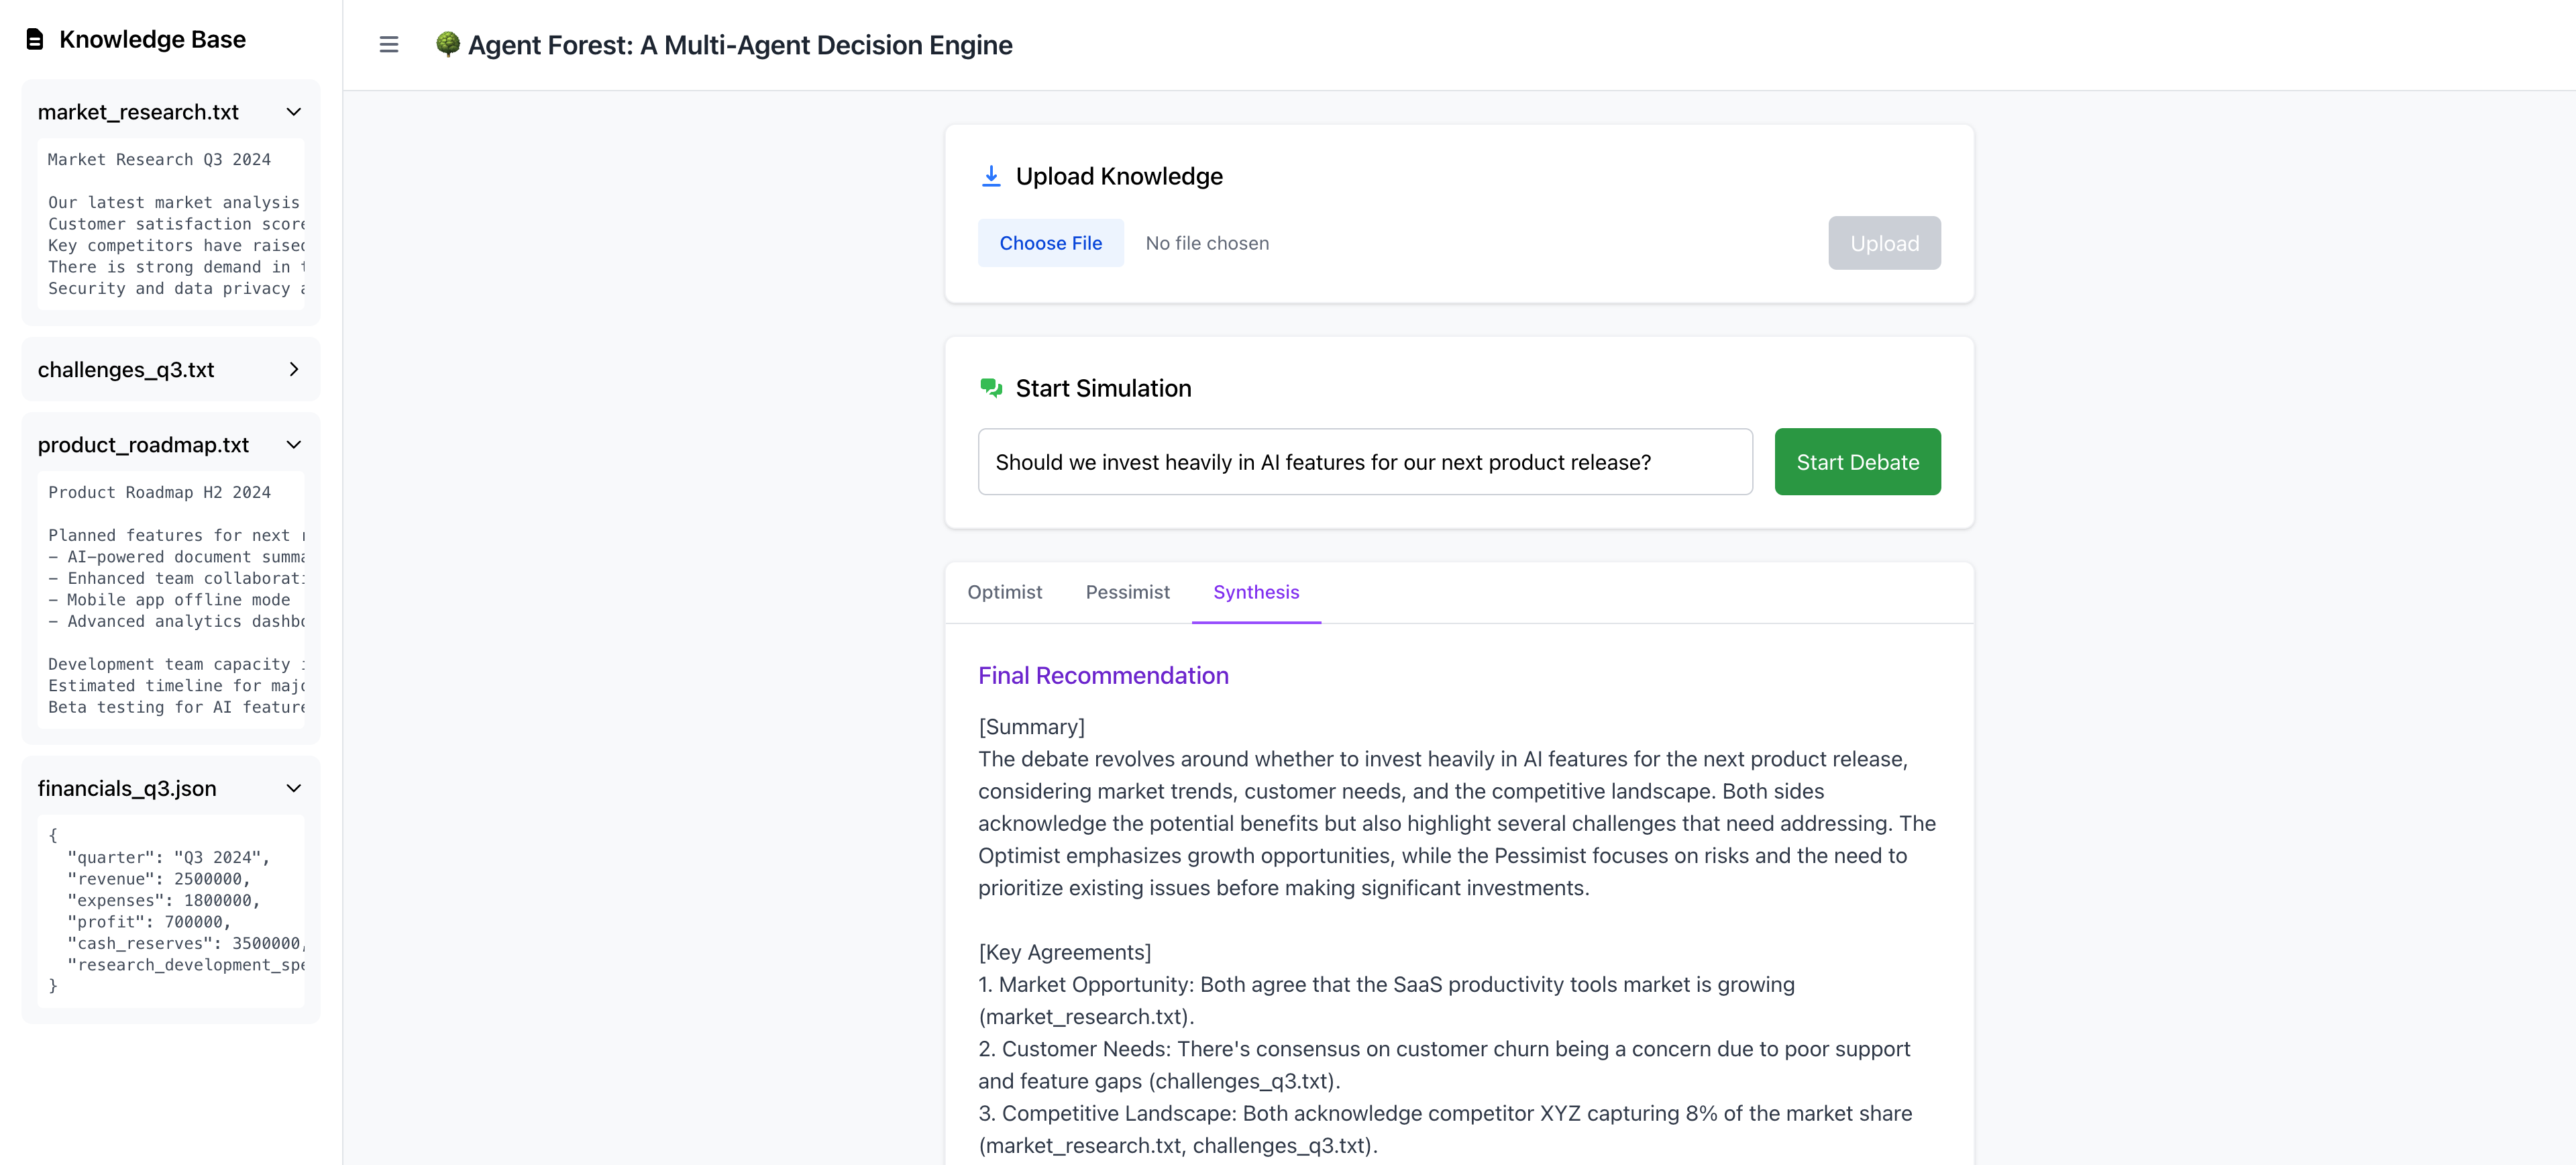 Knowledge Base
market_research.txt
Market Research Q3 2024
Our latest market analysis
Customer satisfaction score
Key competitors have raised
There is strong demand in
Security and data privacy
challenges_q3.txt
product_roadmap.txt
Product Roadmap H2 2024
Planned features for next
- AI-powered document
- Enhanced team
- Mobile app offline mode
- Advanced analytics
Development team capacity
Estimated timeline for
Beta testing for AI feature
financials_q3.json
{
"quarter": "Q3 2024",
"revenue": 2500000,
"expenses": 1800000,
"profit": 700000,
"cash_reserves": 3500000,
"research_development_spe
}
Agent Forest: A Multi-Agent Decision Engine
Upload Knowledge
Choose File No file chosen Upload
Start Simulation
Should we invest heavily in AI features for our next product release? Start Debate
Optimist Pessimist Synthesis
Final Recommendation
[Summary]
The debate revolves around whether to invest heavily in AI features for the next product release,
considering market trends, customer needs, and the competitive landscape. Both sides
acknowledge the potential benefits but also highlight several challenges that need addressing. The
Optimist emphasizes growth opportunities, while the Pessimist focuses on risks and the need to
prioritize existing issues before making significant investments.
[Key Agreements]
1. Market Opportunity: Both agree that the SaaS productivity tools market is growing
(market_research.txt).
2. Customer Needs: There's consensus on customer churn being a concern due to poor support
and feature gaps (challenges_q3.txt).
3. Competitive Landscape: Both acknowledge competitor XYZ capturing 8% of the market share
(market_research.txt, challenges_q3.txt).